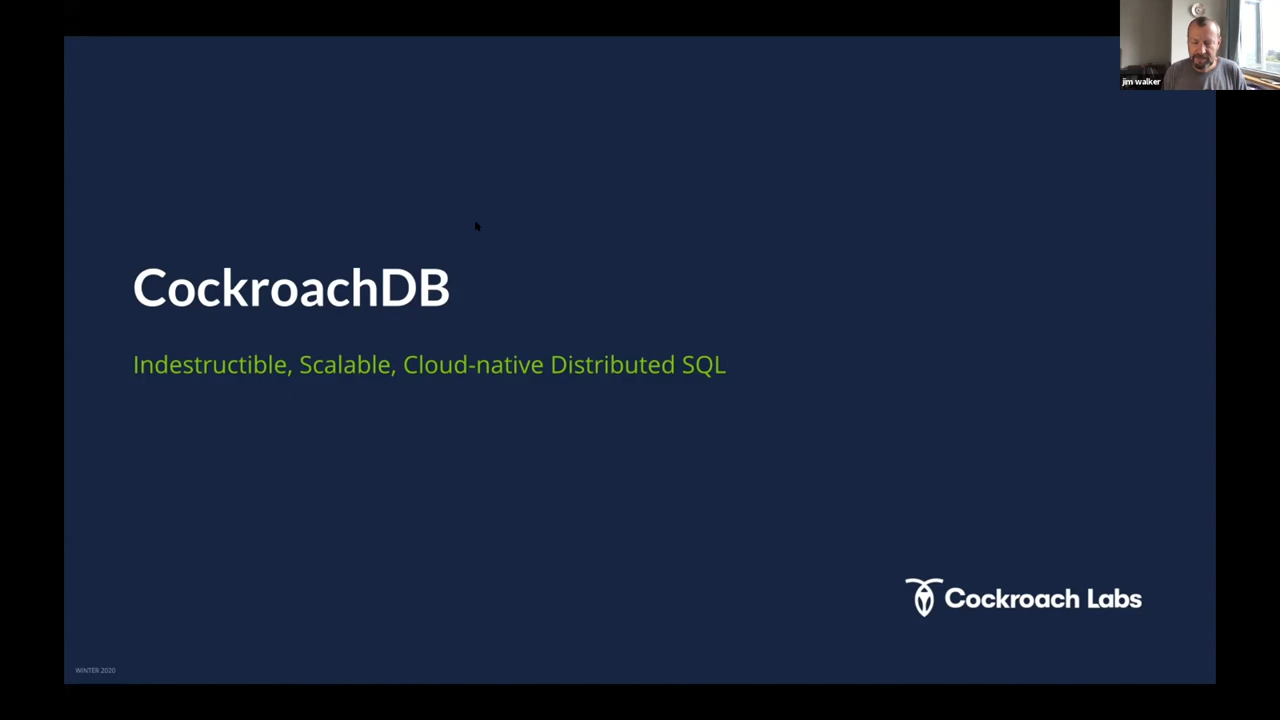 jim walker
CockroachDB
Indestructible, Scalable, Cloud-native Distributed SQL
Cockroach Labs
WINTER 2020